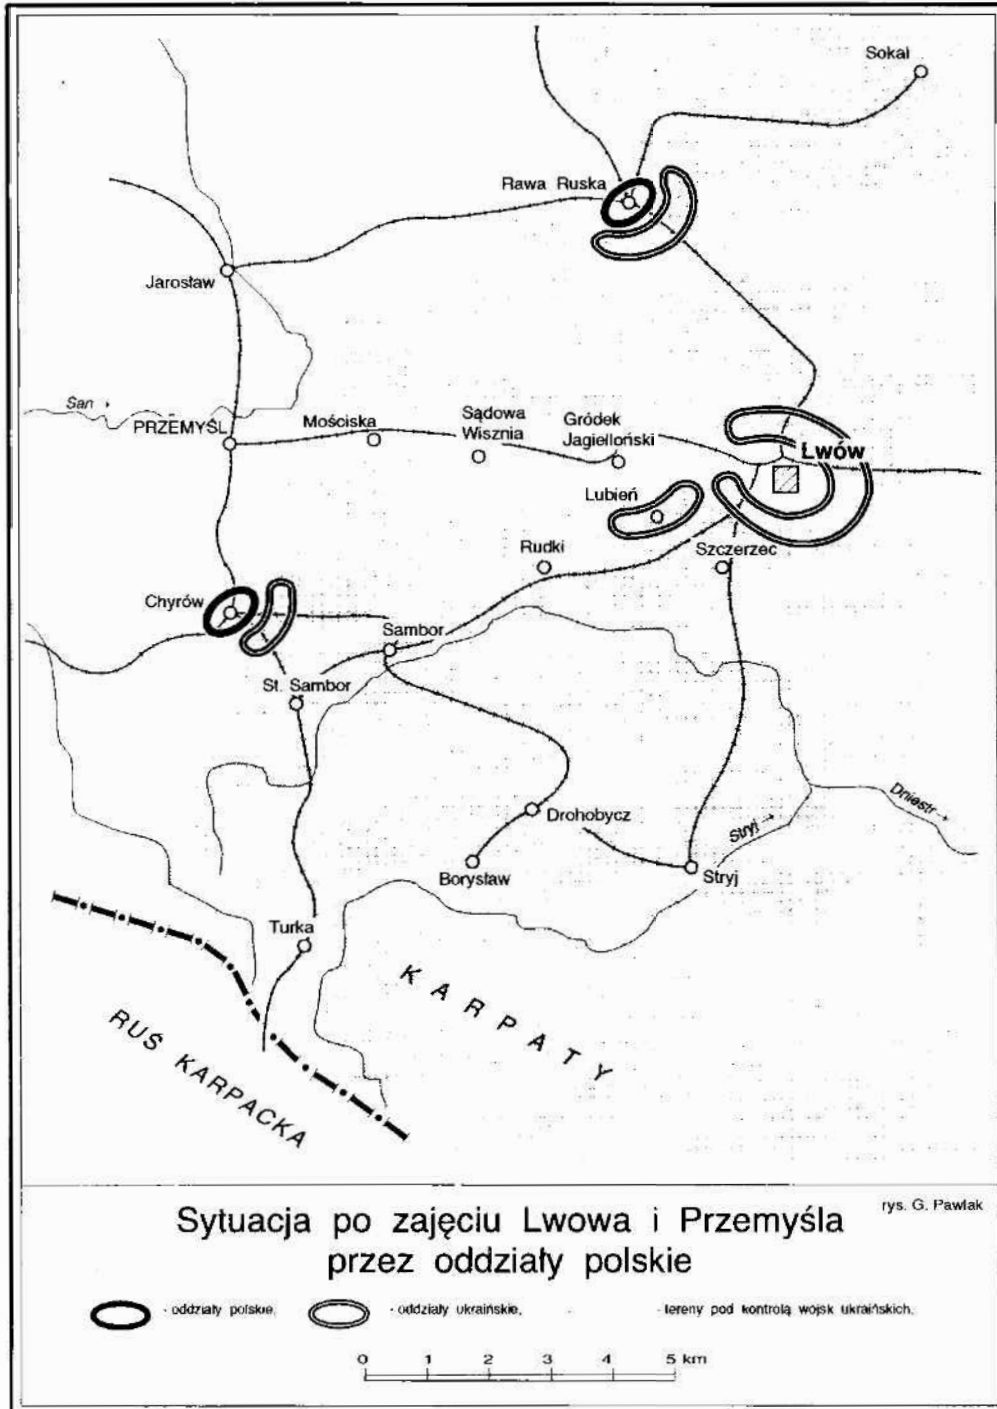 Sokal
Rawa Ruska
Jarosław
San →
PRZEMYŚL
Mościska
Sądowa
Wisznia
Gródek
Jagielloński
Lwów
Lubień
Rudki
Szczerzec
Chyrów
Sambor
St. Sambor
Dniestr →
Stryj →
Drohobycz
Borysław
Stryj
Turka
KARPATY
RUŚ KARPACKA
rys. G. Pawlak
Sytuacja po zajęciu Lwowa i Przemyśla
przez oddziały polskie
- oddziały polskie,
- oddziały ukraińskie,
- tereny pod kontrolą wojsk ukraińskich.
0 1 2 3 4 5 km